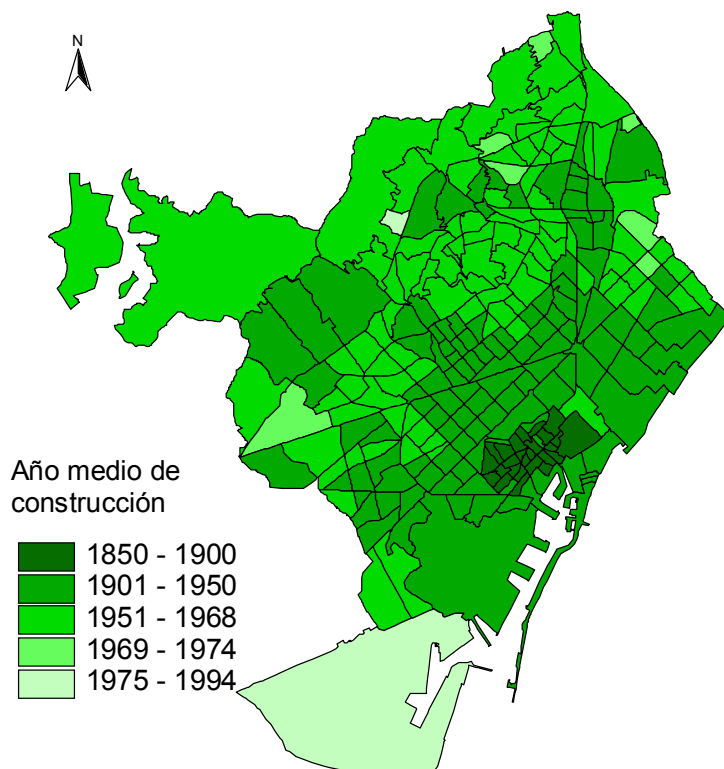 N
Año medio de
construcción
1850 - 1900
1901 - 1950
1951 - 1968
1969 - 1974
1975 - 1994